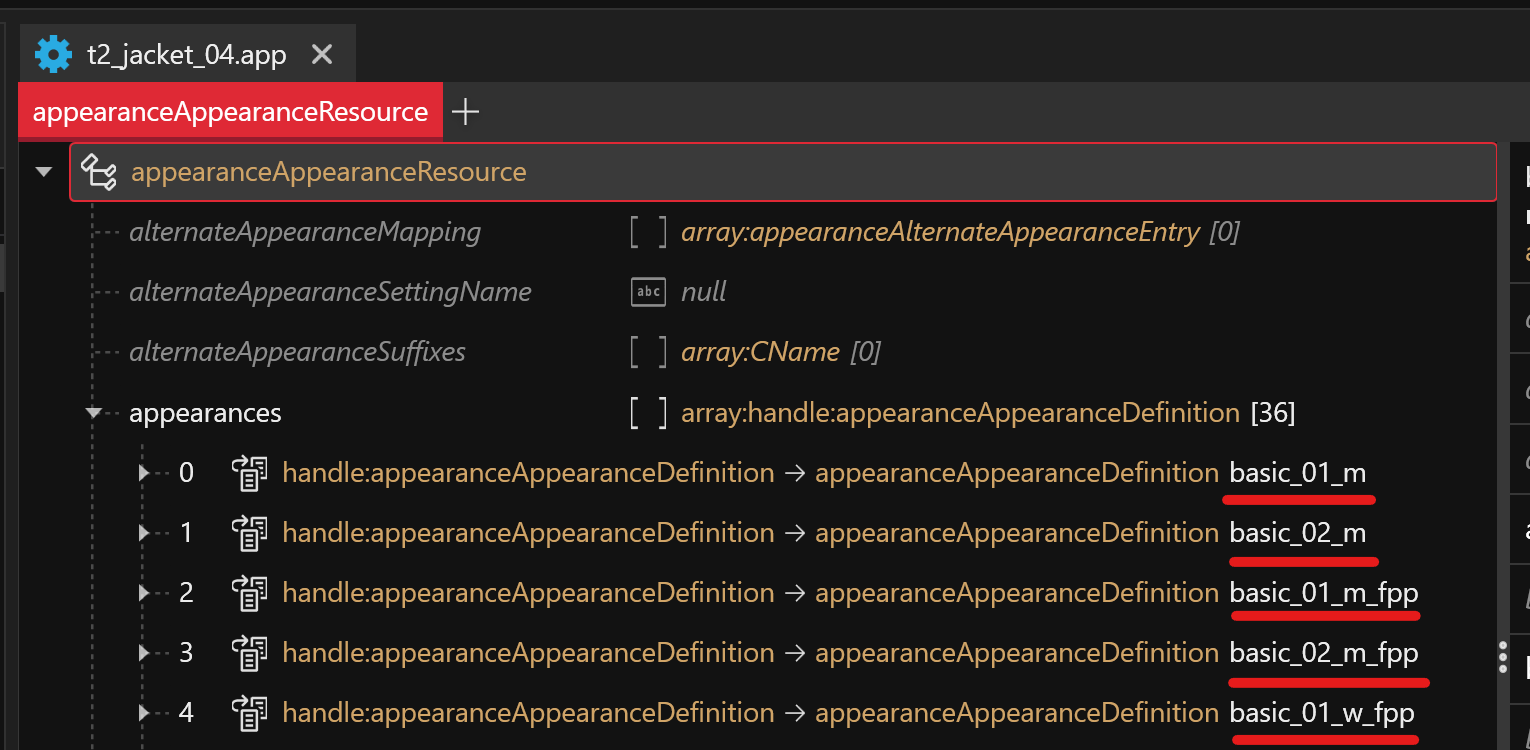 t2_jacket_04.app
appearanceAppearanceResource
appearanceAppearanceResource
alternateAppearanceMapping [ ] array:appearanceAlternateAppearanceEntry [0]
alternateAppearanceSettingName abc null
alternateAppearanceSuffixes [ ] array:CName [0]
appearances [ ] array:handle:appearanceAppearanceDefinition [36]
0 handle:appearanceAppearanceDefinition → appearanceAppearanceDefinition basic_01_m
1 handle:appearanceAppearanceDefinition → appearanceAppearanceDefinition basic_02_m
2 handle:appearanceAppearanceDefinition → appearanceAppearanceDefinition basic_01_m_fpp
3 handle:appearanceAppearanceDefinition → appearanceAppearanceDefinition basic_02_m_fpp
4 handle:appearanceAppearanceDefinition → appearanceAppearanceDefinition basic_01_w_fpp